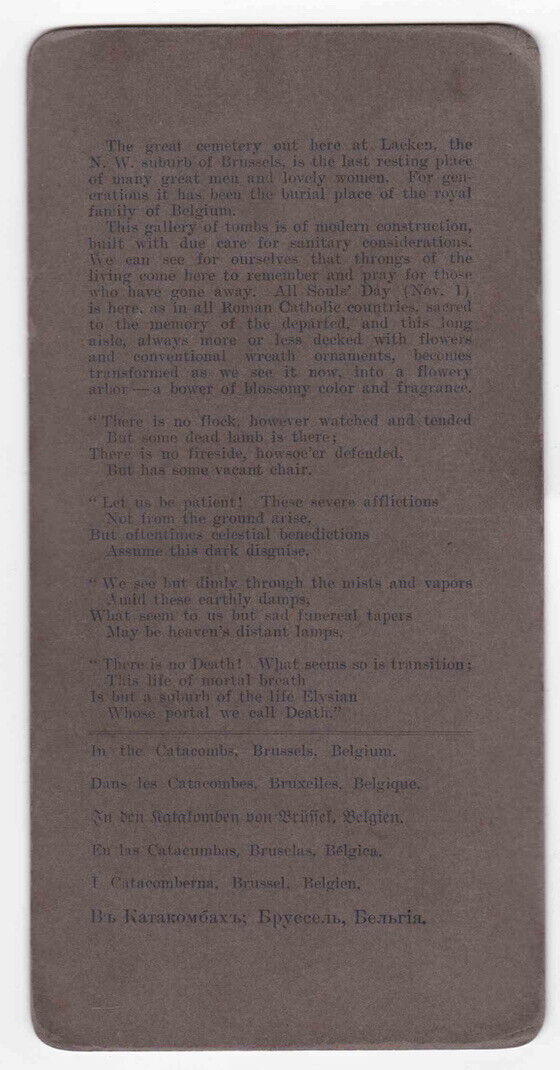 The great cemetery out here at Laeken, the
N. W. suburb of Brussels, is the last resting place
of many great men and lovely women. For gen-
erations it has been the burial place of the royal
family of Belgium.
This gallery of tombs is of modern construction,
built with due care for sanitary considerations.
We can see for ourselves that throngs of the
living come here to remember and pray for those
who have gone away. All Souls' Day (Nov. 1)
is here, as in all Roman Catholic countries, sacred
to the memory of the departed, and this long
aisle, always more or less decked with flowers
and conventional wreath ornaments, becomes
transformed as we see it now, into a flowery
arbor — a bower of blossomy color and fragrance.
"There is no flock, however watched and tended
But some dead lamb is there;
There is no fireside, howsoe'er defended,
But has some vacant chair.
"Let us be patient! These severe afflictions
Not from the ground arise,
But oftentimes celestial benedictions
Assume this dark disguise.
"We see but dimly through the mists and vapors
Amid these earthly damps,
What seem to us but sad funereal tapers
May be heaven's distant lamps.
"There is no Death! What seems so is transition;
This life of mortal breath
Is but a suburb of the life Elysian
Whose portal we call Death."
In the Catacombs, Brussels, Belgium.
Dans les Catacombes, Bruxelles, Belgique.
In den Katakomben von Brüssel, Belgien.
En las Catacumbas, Bruselas, Bélgica.
I Catacomberna, Brussel, Belgien.
Въ Катакомбахъ; Бруссель, Бельгія.